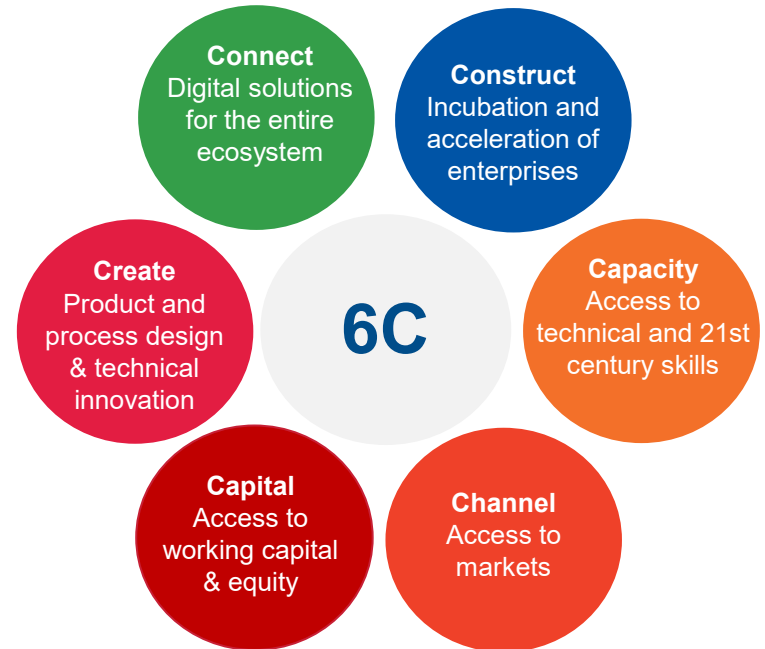 Connect
Digital solutions
for the entire
ecosystem
Construct
Incubation and
acceleration of
enterprises
Create
Product and
process design
& technical
innovation
6C
Capacity
Access to
technical and 21st
century skills
Capital
Access to
working capital
& equity
Channel
Access to
markets